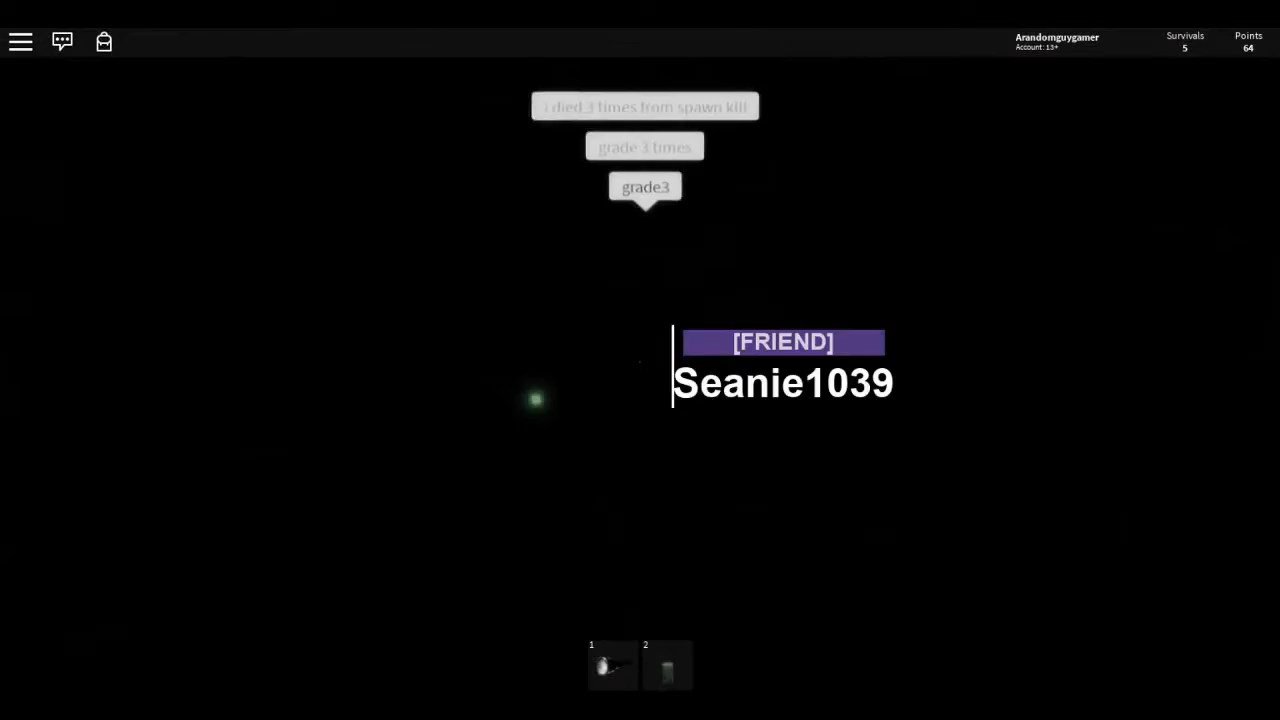 Arandomguygamer
Account: 13+
Survivals
5
Points
64
i died 3 times from spawn kill
grade 3 times
grade3
[FRIEND]
Seanie1039
1
2